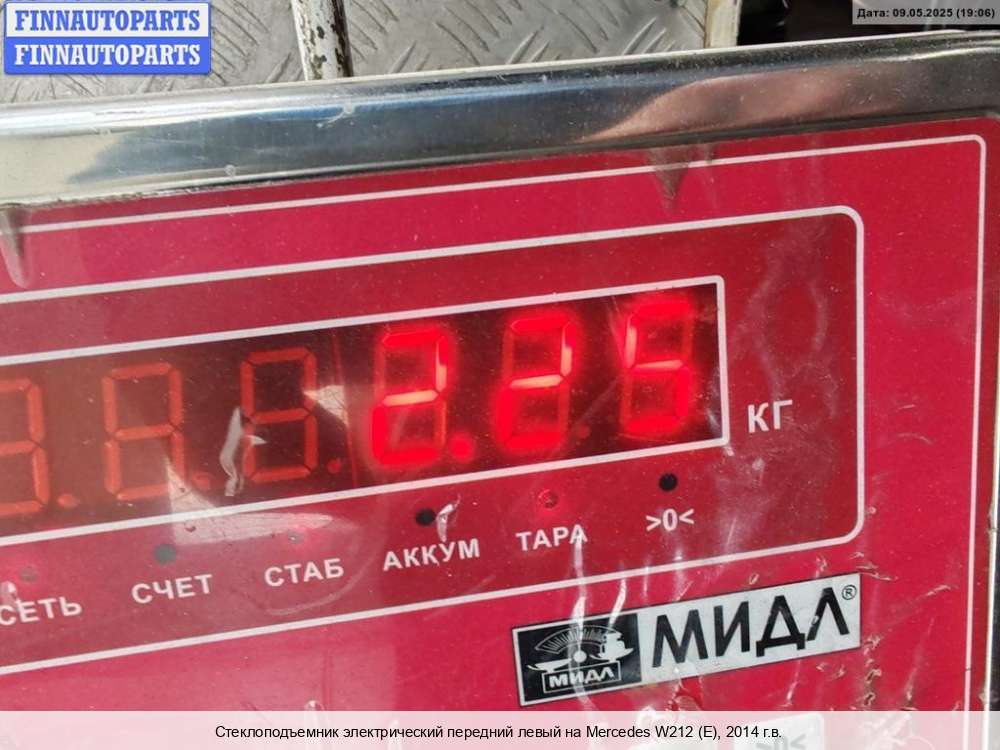 FINNAUTOPARTS
FINNAUTOPARTS
Дата: 09.05.2025 (19:06)
2.25
КГ
СЕТЬ СЧЕТ СТАБ АККУМ ТАРА >0<
МИДЛ МИДЛ®
Стеклоподъемник электрический передний левый на Mercedes W212 (E), 2014 г.в.